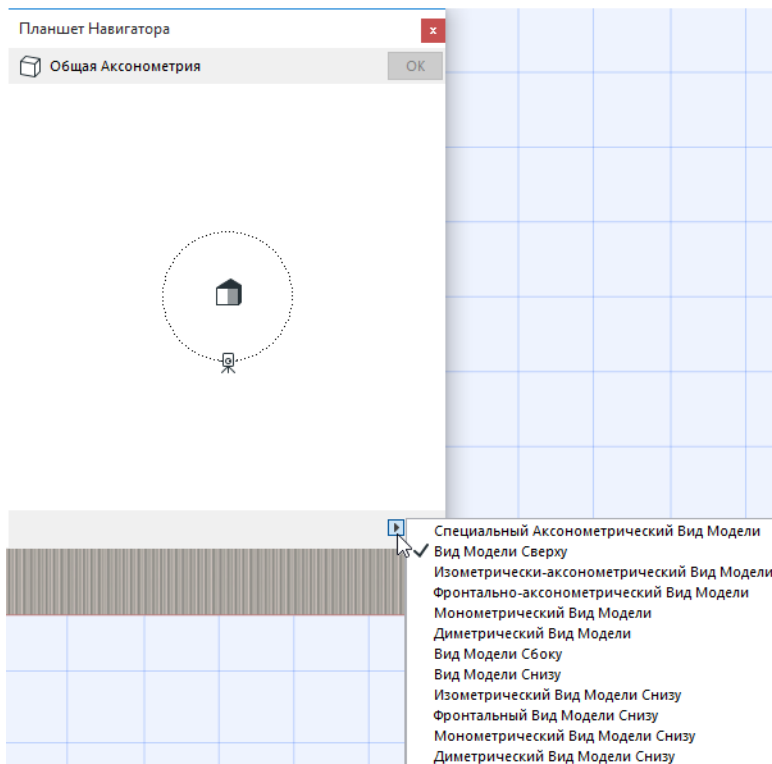 Планшет Навигатора
x
Общая Аксонометрия
OK
Специальный Аксонометрический Вид Модели
Вид Модели Сверху
Изометрически-аксонометрический Вид Модели
Фронтально-аксонометрический Вид Модели
Монометрический Вид Модели
Диметрический Вид Модели
Вид Модели Сбоку
Вид Модели Снизу
Изометрический Вид Модели Снизу
Фронтальный Вид Модели Снизу
Монометрический Вид Модели Снизу
Диметрический Вид Модели Снизу